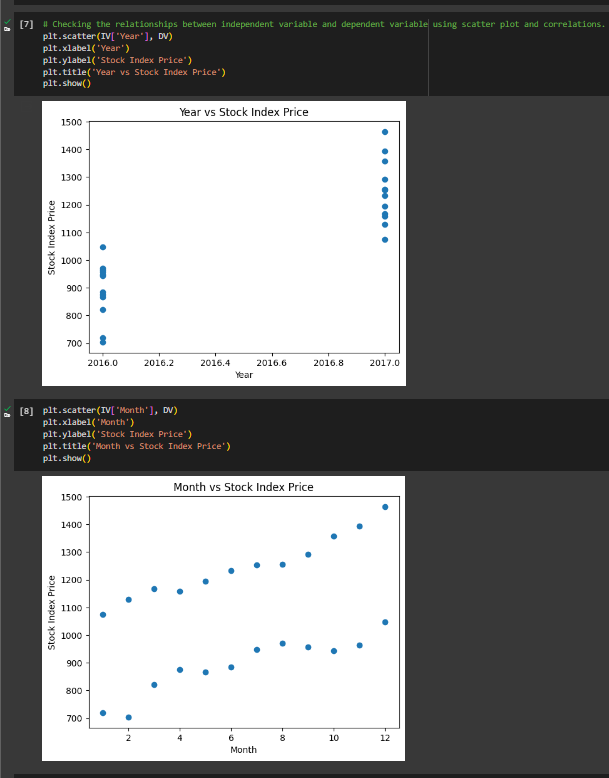 [7] # Checking the relationships between independent variable and dependent variable using scatter plot and correlations.
plt.scatter(IV['Year'], DV)
plt.xlabel('Year')
plt.ylabel('Stock Index Price')
plt.title('Year vs Stock Index Price')
plt.show()
Year vs Stock Index Price
1500
1400
1300
1200
1100
1000
900
800
700
Stock Index Price
2016.0 2016.2 2016.4 2016.6 2016.8 2017.0
Year
[8] plt.scatter(IV['Month'], DV)
plt.xlabel('Month')
plt.ylabel('Stock Index Price')
plt.title('Month vs Stock Index Price')
plt.show()
Month vs Stock Index Price
1500
1400
1300
1200
1100
1000
900
800
700
Stock Index Price
2 4 6 8 10 12
Month